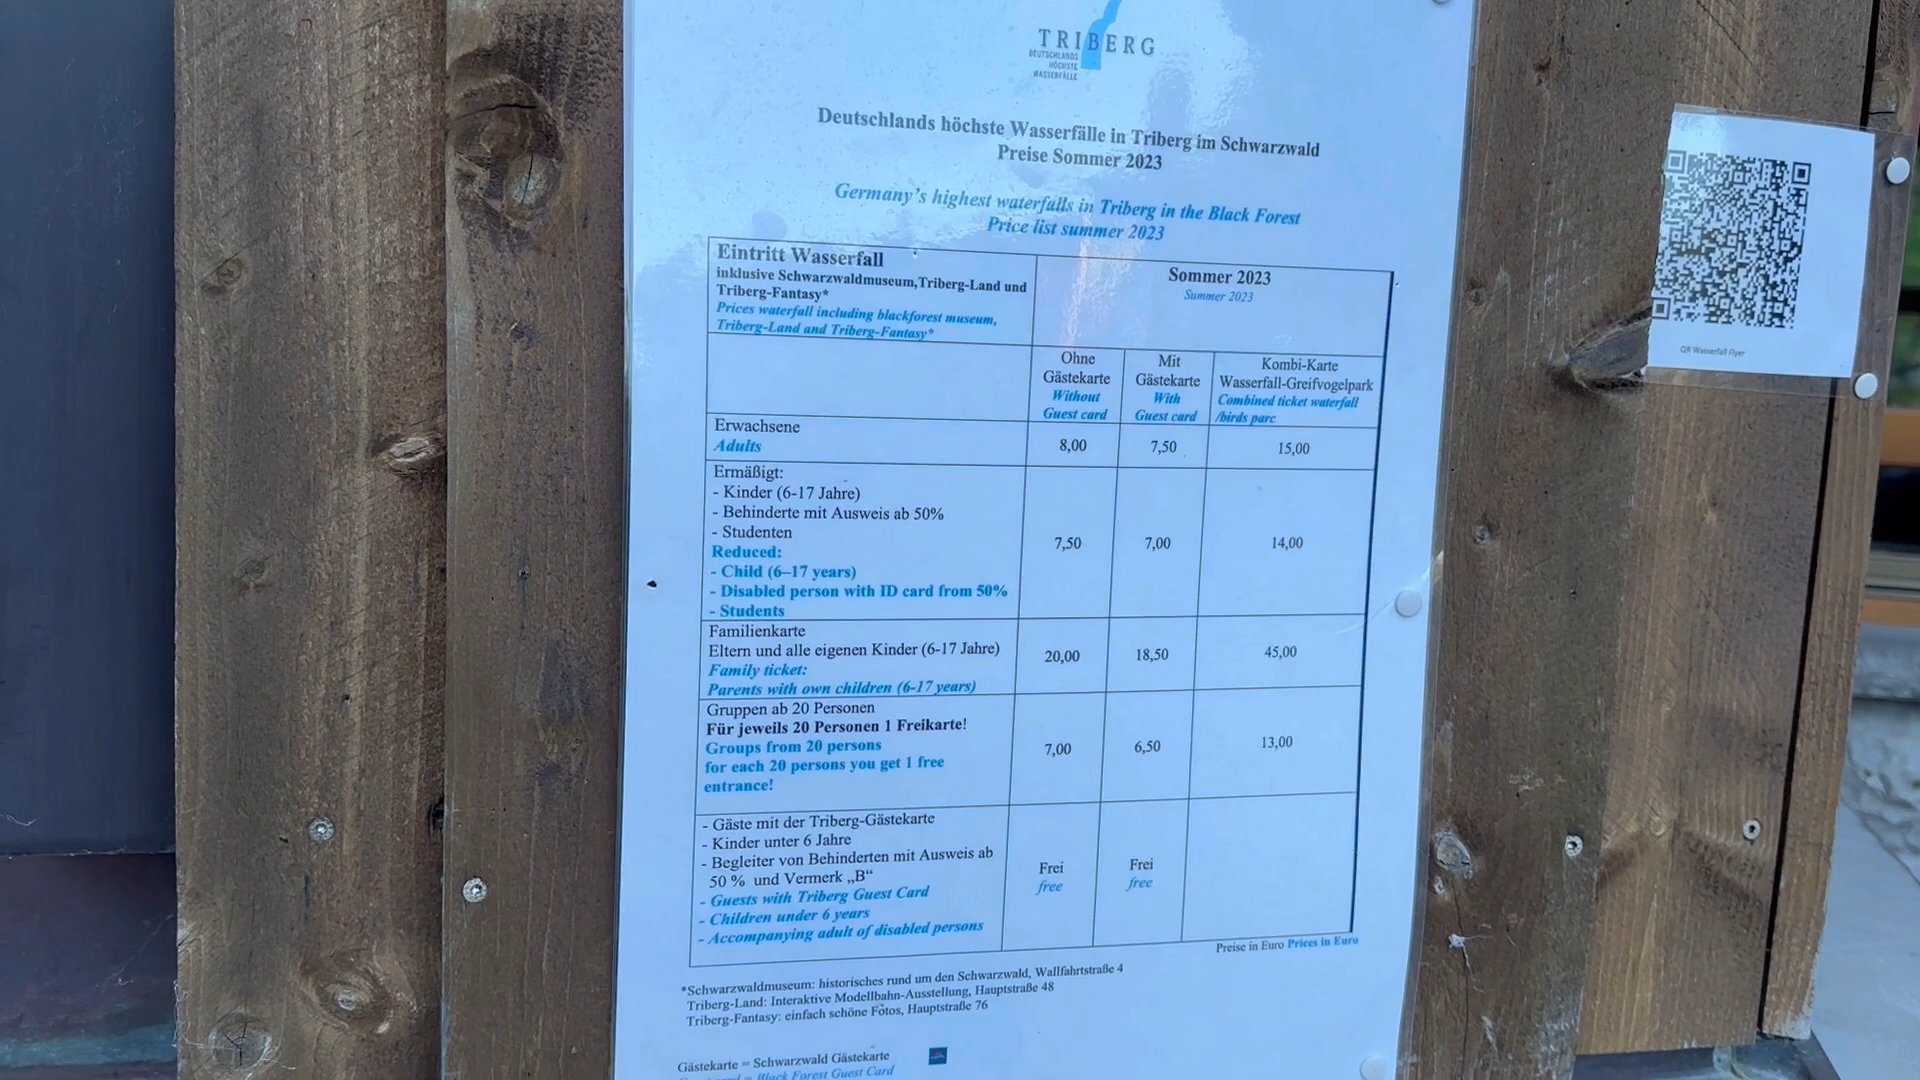 TRIBERG
DEUTSCHLANDS
HÖCHSTE
WASSERFÄLLE
Deutschlands höchste Wasserfälle in Triberg im Schwarzwald
Preise Sommer 2023
Germany's highest waterfalls in Triberg in the Black Forest
Price list summer 2023
Eintritt Wasserfall
inklusive Schwarzwaldmuseum,Triberg-Land und
Triberg-Fantasy*
Prices waterfall including blackforest museum,
Triberg-Land and Triberg-Fantasy*
Sommer 2023
Summer 2023
Ohne
Gästekarte
Without
Guest card
Mit
Gästekarte
With
Guest card
Kombi-Karte
Wasserfall-Greifvogelpark
Combined ticket waterfall
/birds parc
Erwachsene
Adults
8,00
7,50
15,00
Ermäßigt:
- Kinder (6-17 Jahre)
- Behinderte mit Ausweis ab 50%
- Studenten
Reduced:
- Child (6–17 years)
- Disabled person with ID card from 50%
- Students
7,50
7,00
14,00
Familienkarte
Eltern und alle eigenen Kinder (6-17 Jahre)
Family ticket:
Parents with own children (6-17 years)
20,00
18,50
45,00
Gruppen ab 20 Personen
Für jeweils 20 Personen 1 Freikarte!
Groups from 20 persons
for each 20 persons you get 1 free
entrance!
7,00
6,50
13,00
- Gäste mit der Triberg-Gästekarte
- Kinder unter 6 Jahre
- Begleiter von Behinderten mit Ausweis ab
50 % und Vermerk „B“
- Guests with Triberg Guest Card
- Children under 6 years
- Accompanying adult of disabled persons
Frei
free
Frei
free
Preise in Euro Prices in Euro
*Schwarzwaldmuseum: historisches rund um den Schwarzwald, Wallfahrtstraße 4
Triberg-Land: Interaktive Modellbahn-Ausstellung, Hauptstraße 48
Triberg-Fantasy: einfach schöne Fotos, Hauptstraße 76
Gästekarte = Schwarzwald Gästekarte
= Black Forest Guest Card
QR Wasserfall Flyer